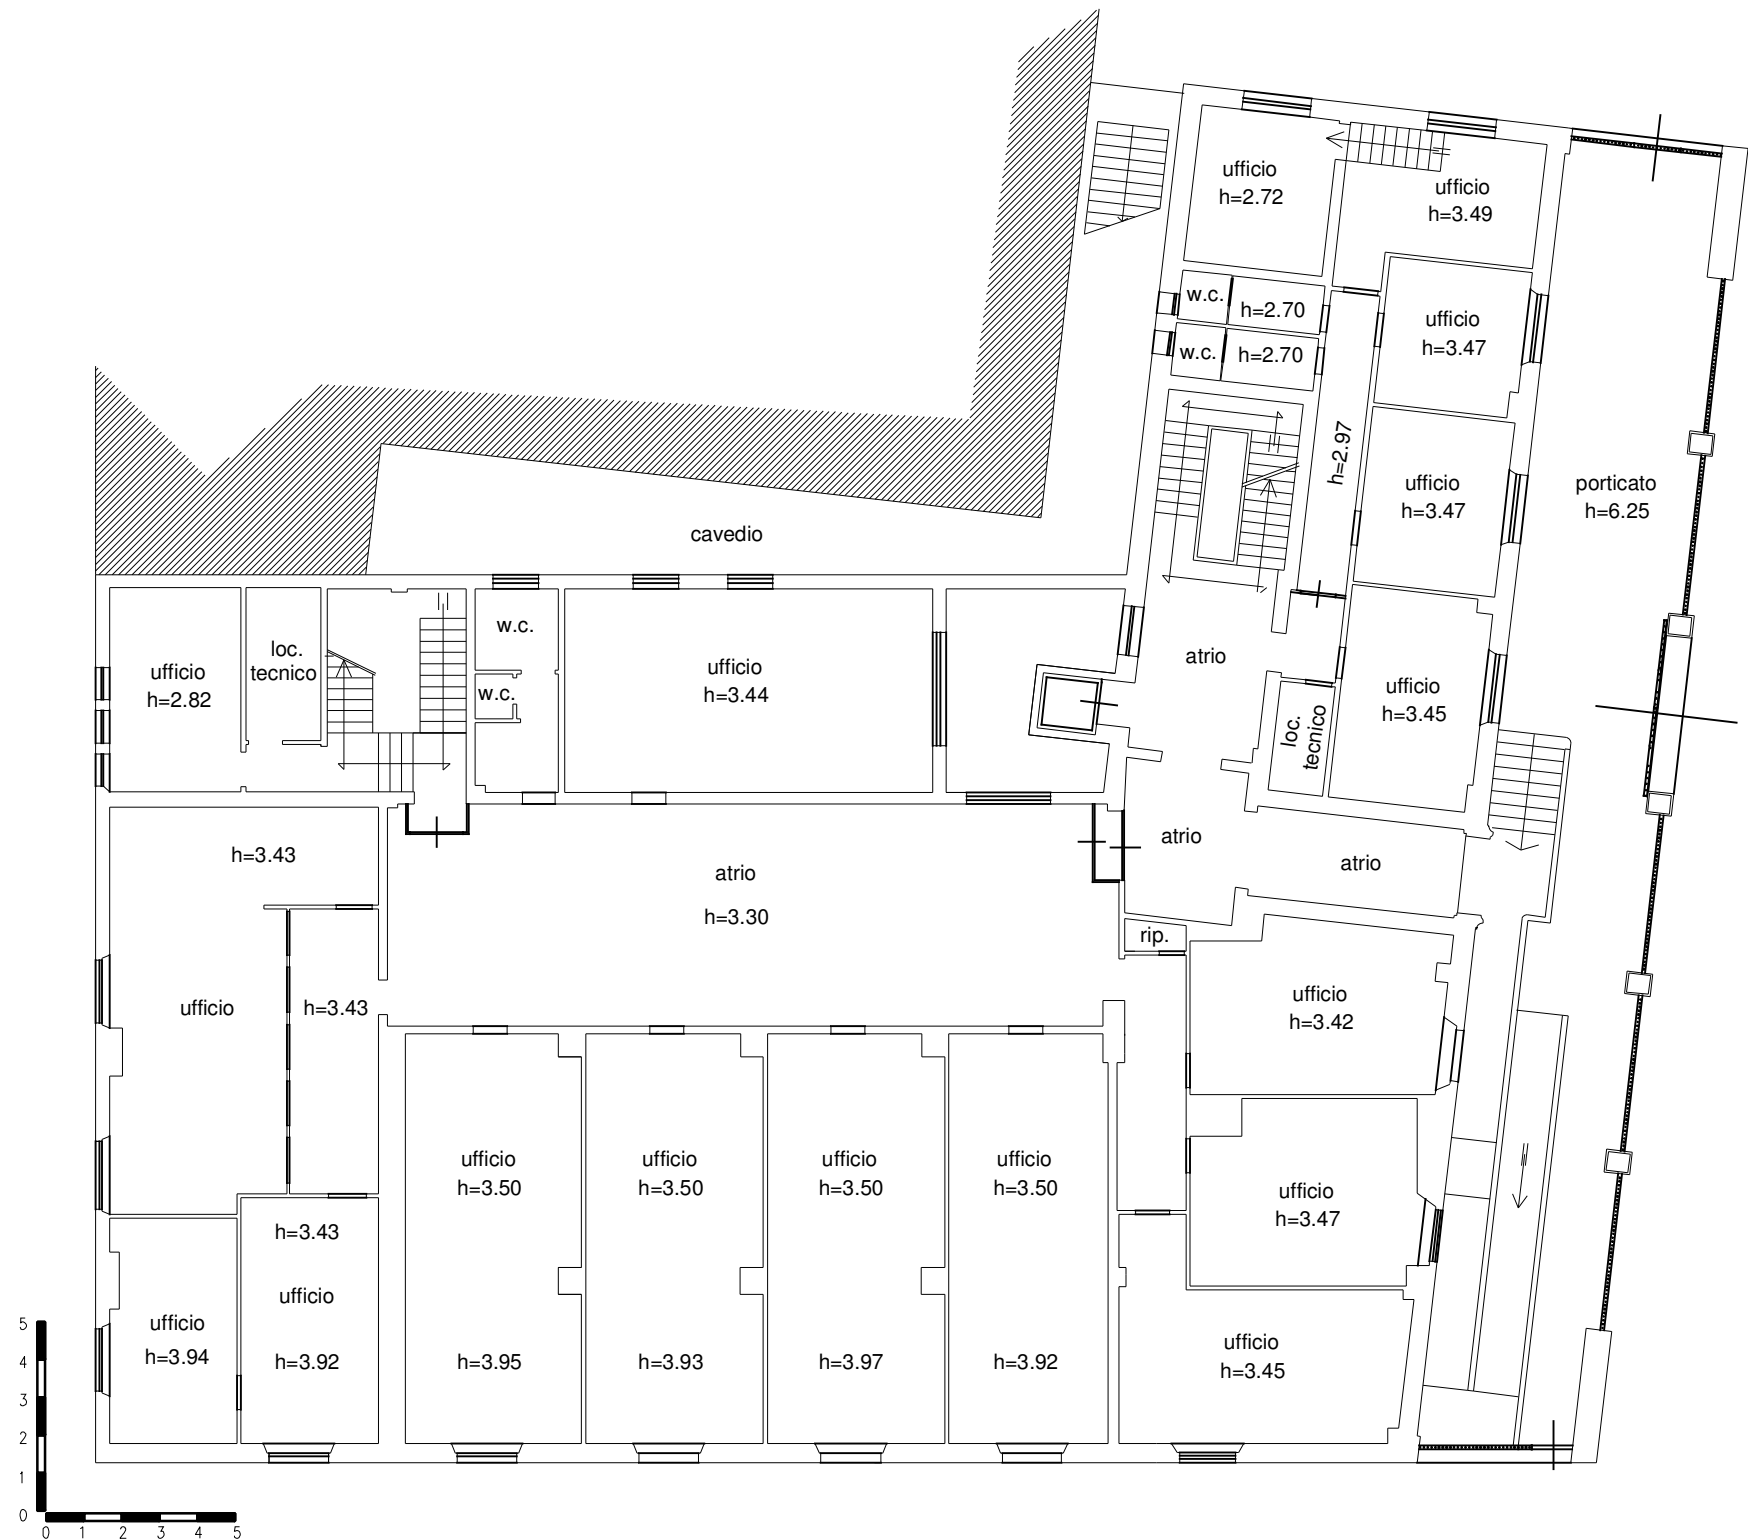 ufficio
h=2.72
ufficio
h=3.49
w.c.
h=2.70
w.c.
h=2.70
ufficio
h=3.47
h=2.97
ufficio
h=3.47
porticato
h=6.25
cavedio
ufficio
h=2.82
loc.
tecnico
w.c.
w.c.
ufficio
h=3.44
atrio
ufficio
h=3.45
loc.
tecnico
h=3.43
atrio
h=3.30
atrio
atrio
rip.
ufficio
h=3.43
ufficio
h=3.42
ufficio
h=3.50
ufficio
h=3.50
ufficio
h=3.50
ufficio
h=3.50
ufficio
h=3.47
h=3.43
ufficio
h=3.92
ufficio
h=3.94
h=3.95
h=3.93
h=3.97
h=3.92
ufficio
h=3.45
5
4
3
2
1
0
0 1 2 3 4 5